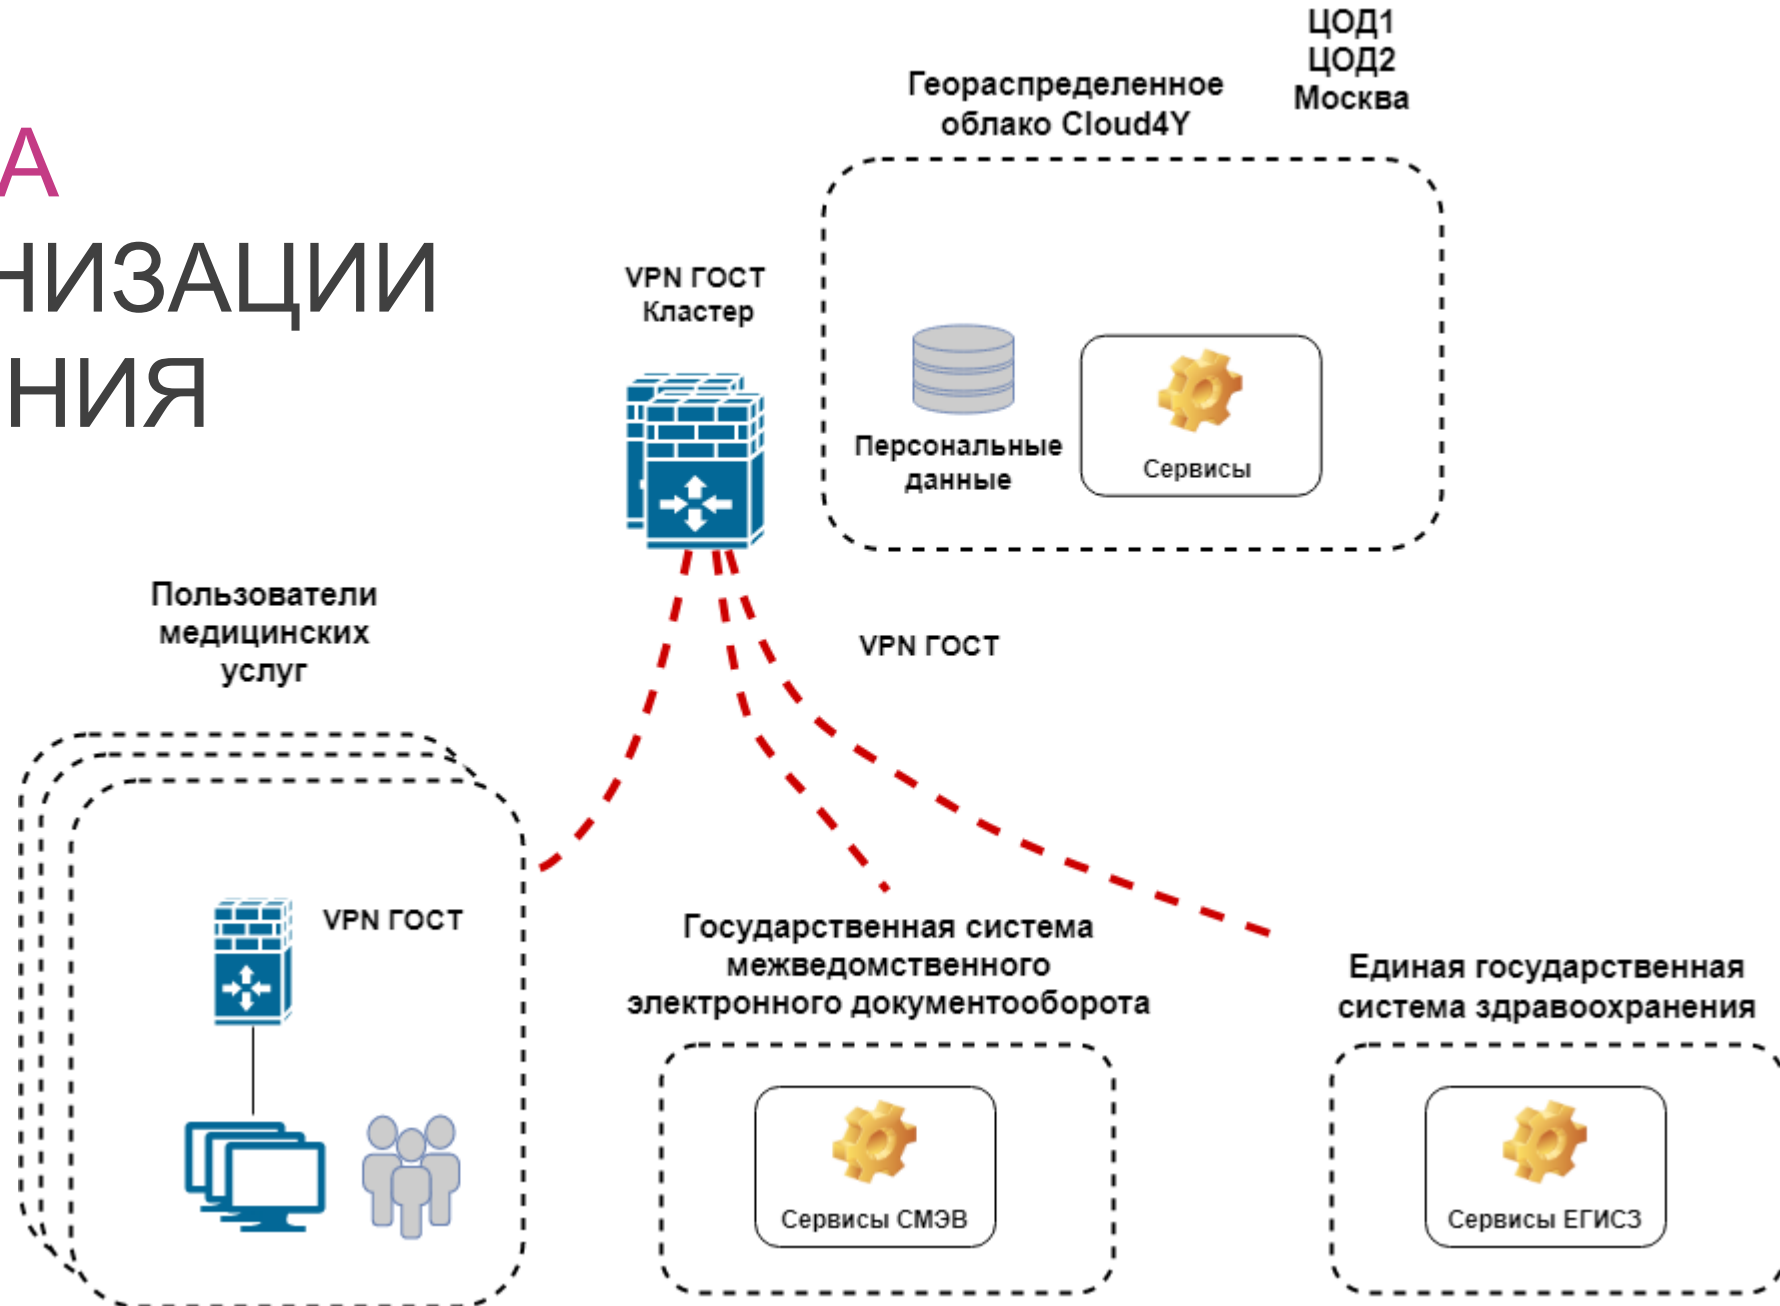 А
НИЗАЦИИ
НИЯ
ЦОД1
ЦОД2
Москва
Геораспределенное
облако Cloud4Y
VPN ГОСТ
Кластер
Персональные
данные
Сервисы
VPN ГОСТ
Пользователи
медицинских
услуг
VPN ГОСТ
Государственная система
межведомственного
электронного документооборота
Сервисы СМЭВ
Единая государственная
система здравоохранения
Сервисы ЕГИСЗ